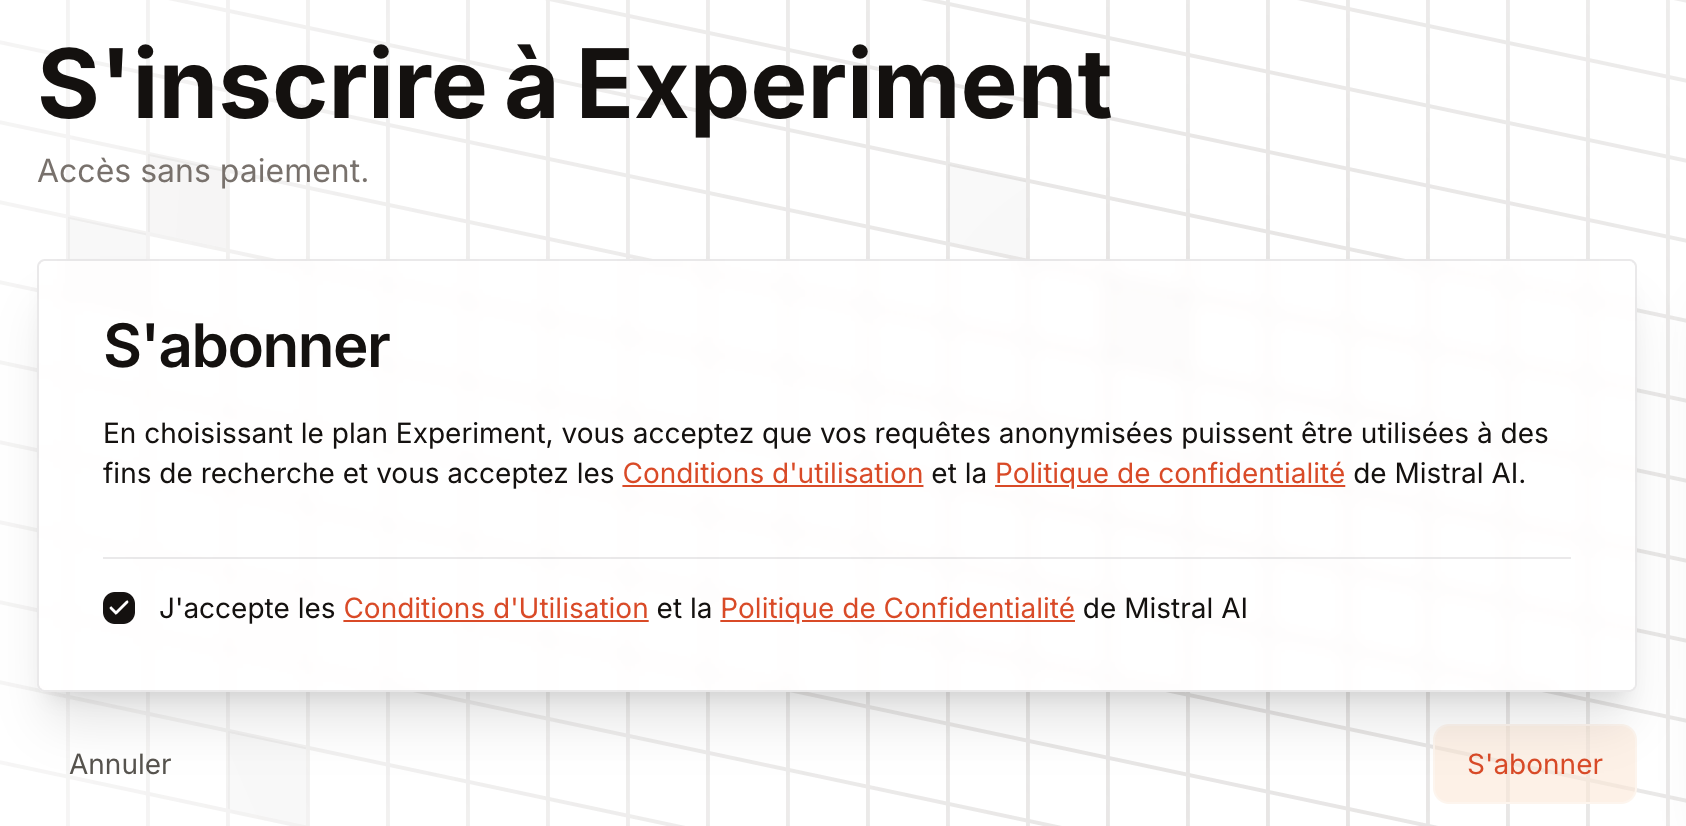 S'inscrire à Experiment
Accès sans paiement.
S'abonner
En choisissant le plan Experiment, vous acceptez que vos requêtes anonymisées puissent être utilisées à des
fins de recherche et vous acceptez les Conditions d'utilisation et la Politique de confidentialité de Mistral AI.
J'accepte les Conditions d'Utilisation et la Politique de Confidentialité de Mistral AI
Annuler
S'abonner